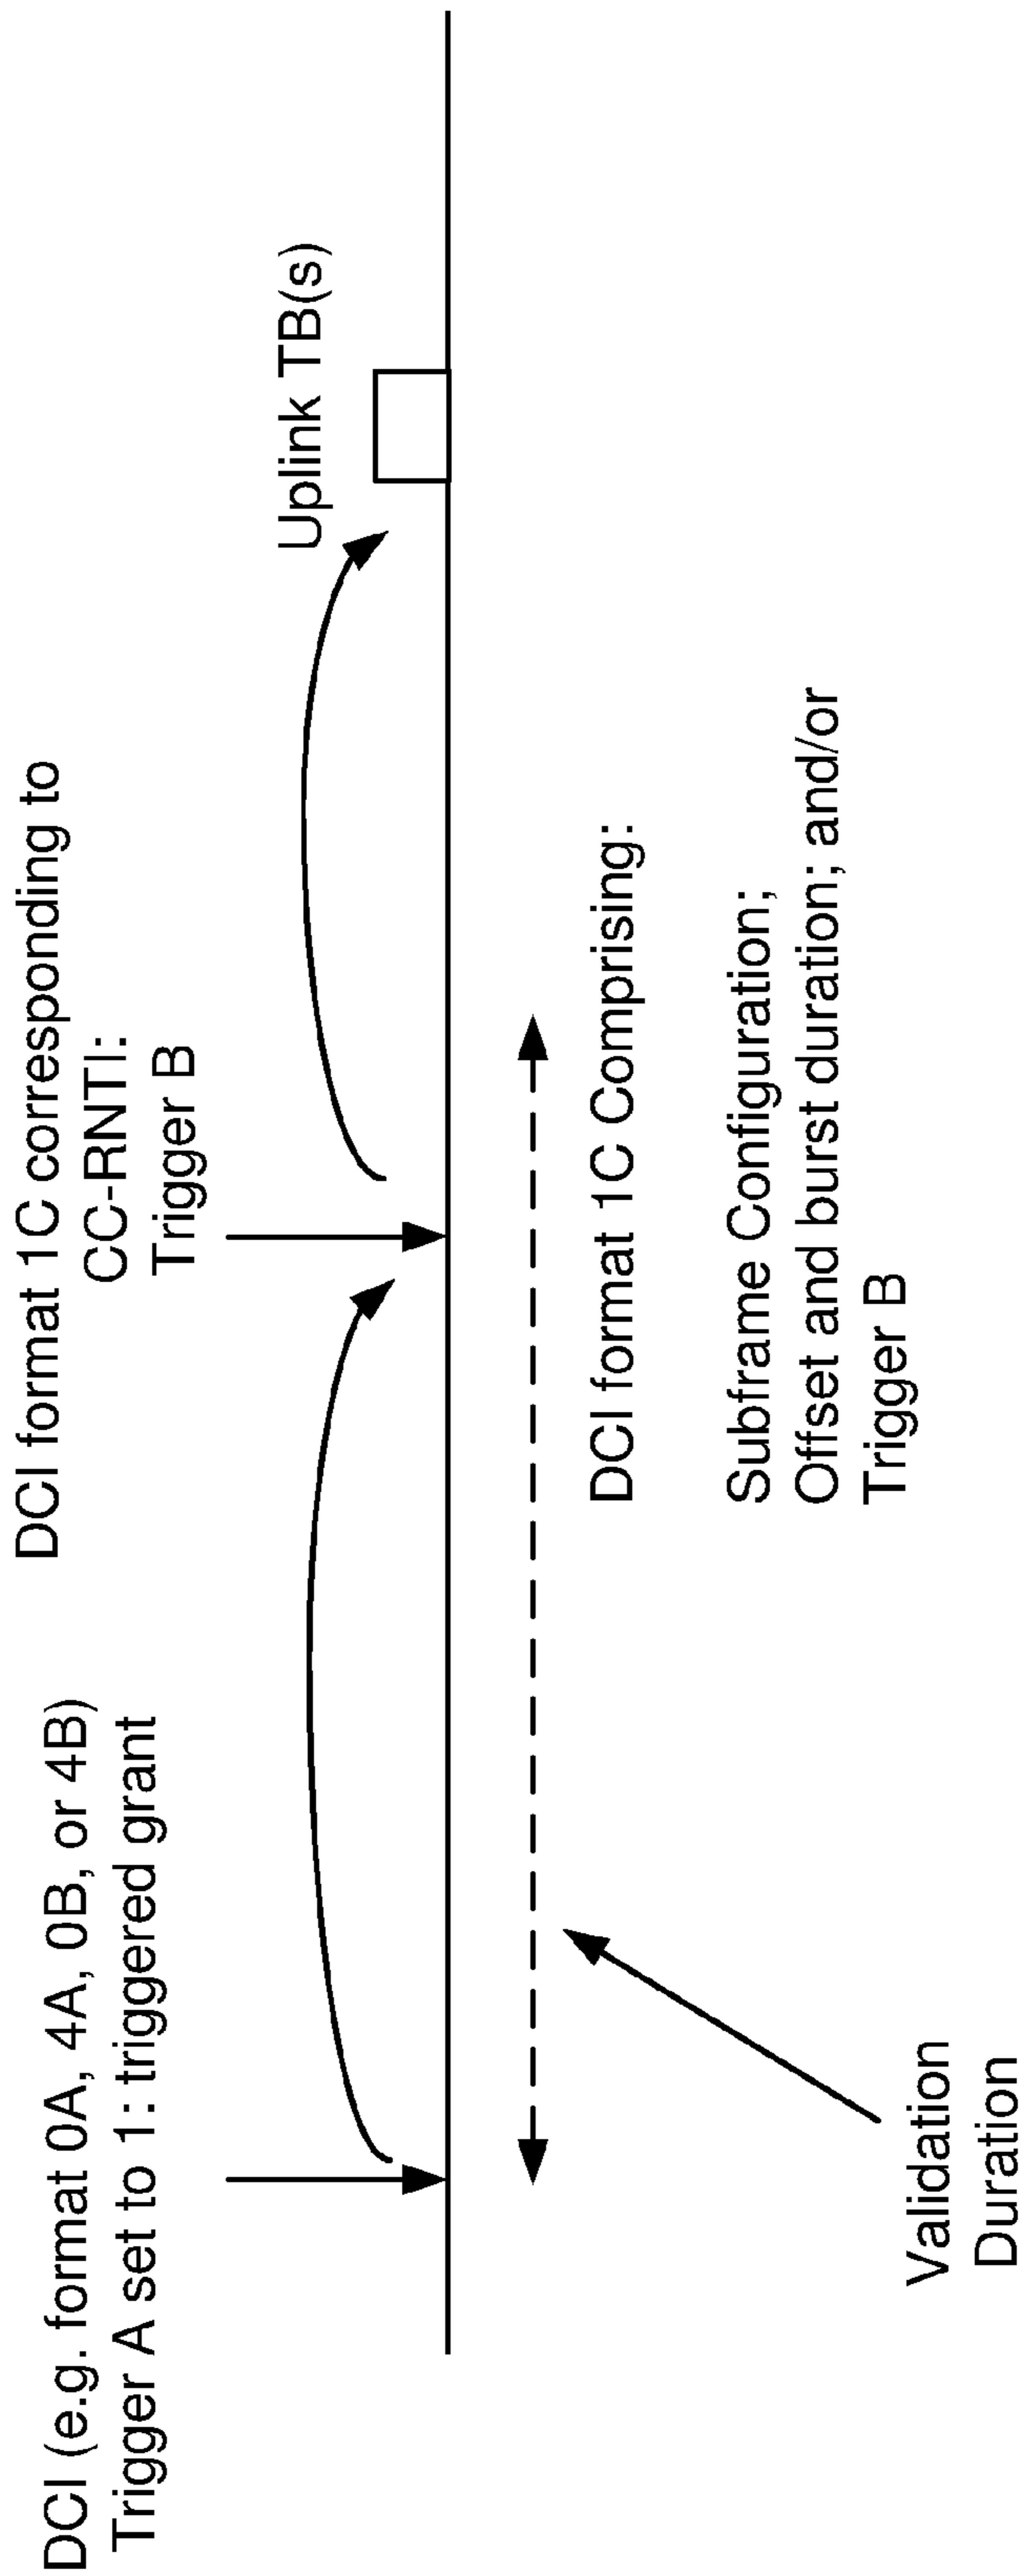 DCI (e.g. format 0A, 4A, 0B, or 4B)
Trigger A set to 1: triggered grant
DCI format 1C corresponding to
CC-RNTI:
Trigger B
Uplink TB(s)
Validation
Duration
DCI format 1C Comprising:
Subframe Configuration;
Offset and burst duration; and/or
Trigger B